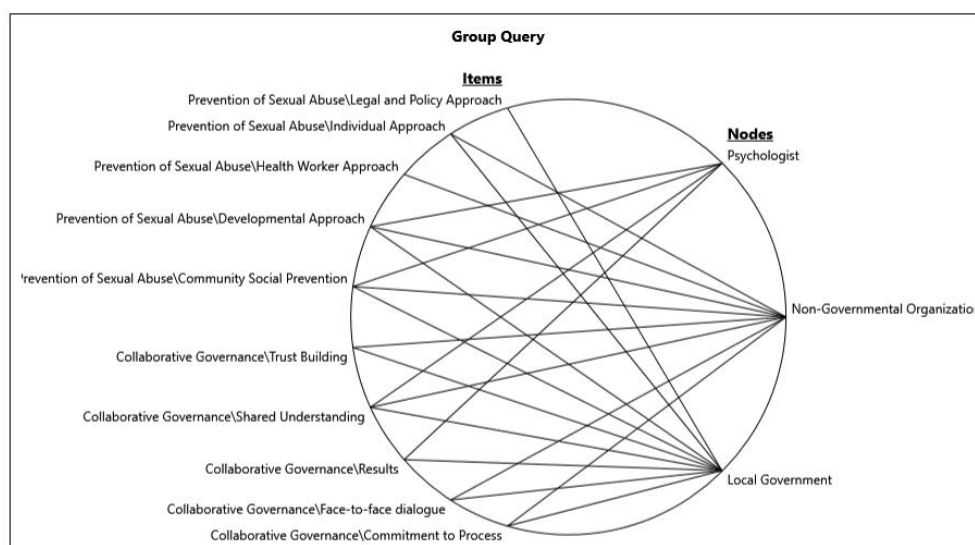 Group Query
Items
Prevention of Sexual Abuse\Legal and Policy Approach
Prevention of Sexual Abuse\Individual Approach
Prevention of Sexual Abuse\Health Worker Approach
Prevention of Sexual Abuse\Developmental Approach
revention of Sexual Abuse\Community Social Prevention
Collaborative Governance\Trust Building
Collaborative Governance\Shared Understanding
Collaborative Governance\Results
Collaborative Governance\Face-to-face dialogue
Collaborative Governance\Commitment to Process
Nodes
Psychologist
Non-Governmental Organization
Local Government